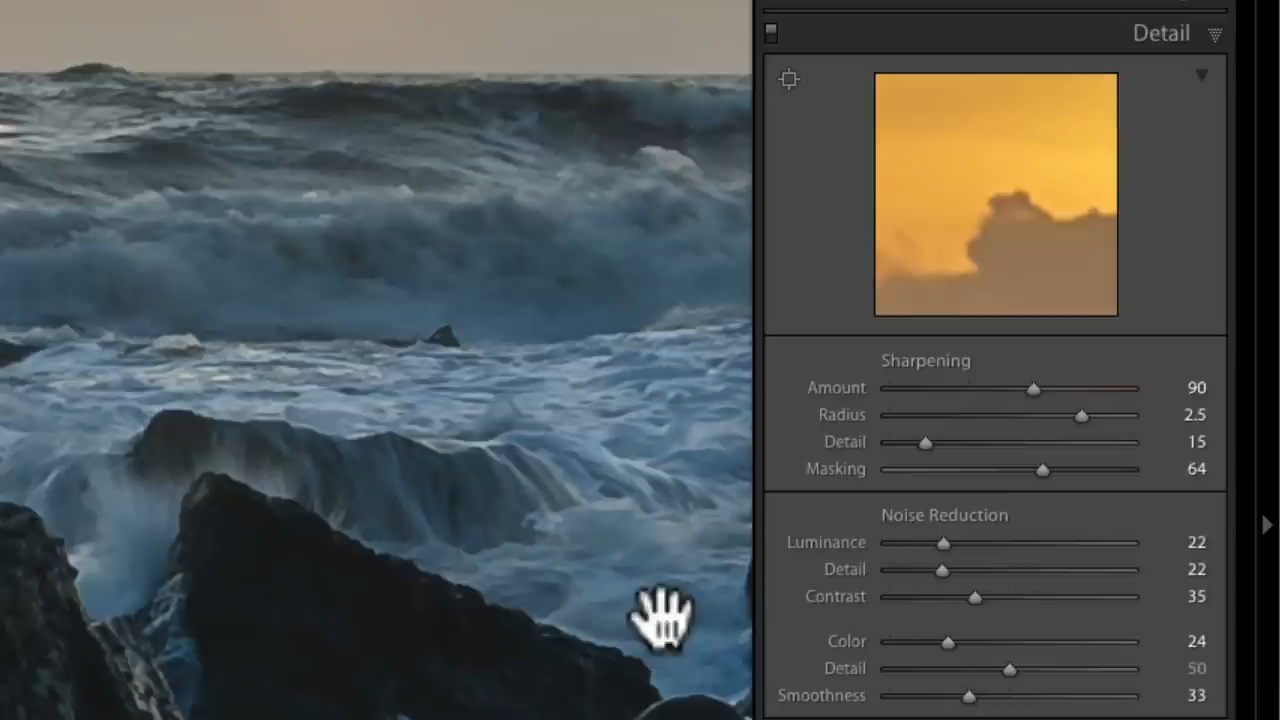 Detail
Sharpening
Amount 90
Radius 2.5
Detail 15
Masking 64
Noise Reduction
Luminance 22
Detail 22
Contrast 35
Color 24
Detail 50
Smoothness 33